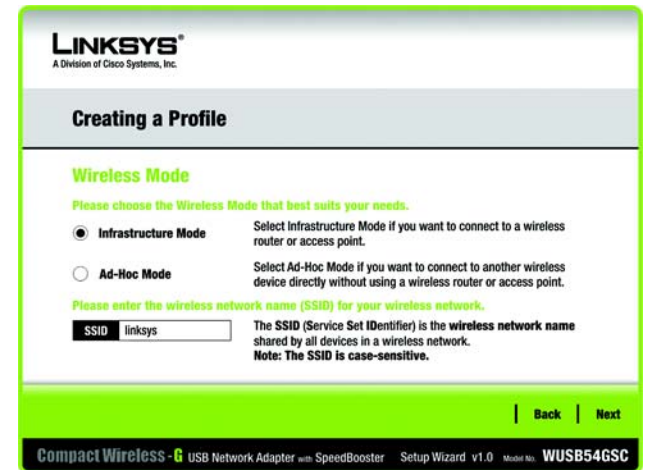 LINKSYS®
A Division of Cisco Systems, Inc.
Creating a Profile
Wireless Mode
Please choose the Wireless Mode that best suits your needs.
Infrastructure Mode
Select Infrastructure Mode if you want to connect to a wireless
router or access point.
Ad-Hoc Mode
Select Ad-Hoc Mode if you want to connect to another wireless
device directly without using a wireless router or access point.
Please enter the wireless network name (SSID) for your wireless network.
SSID linksys
The SSID (Service Set IDentifier) is the wireless network name
shared by all devices in a wireless network.
Note: The SSID is case-sensitive.
Back Next
Compact Wireless-G USB Network Adapter with SpeedBooster Setup Wizard v1.0 Model No. WUSB54GSC